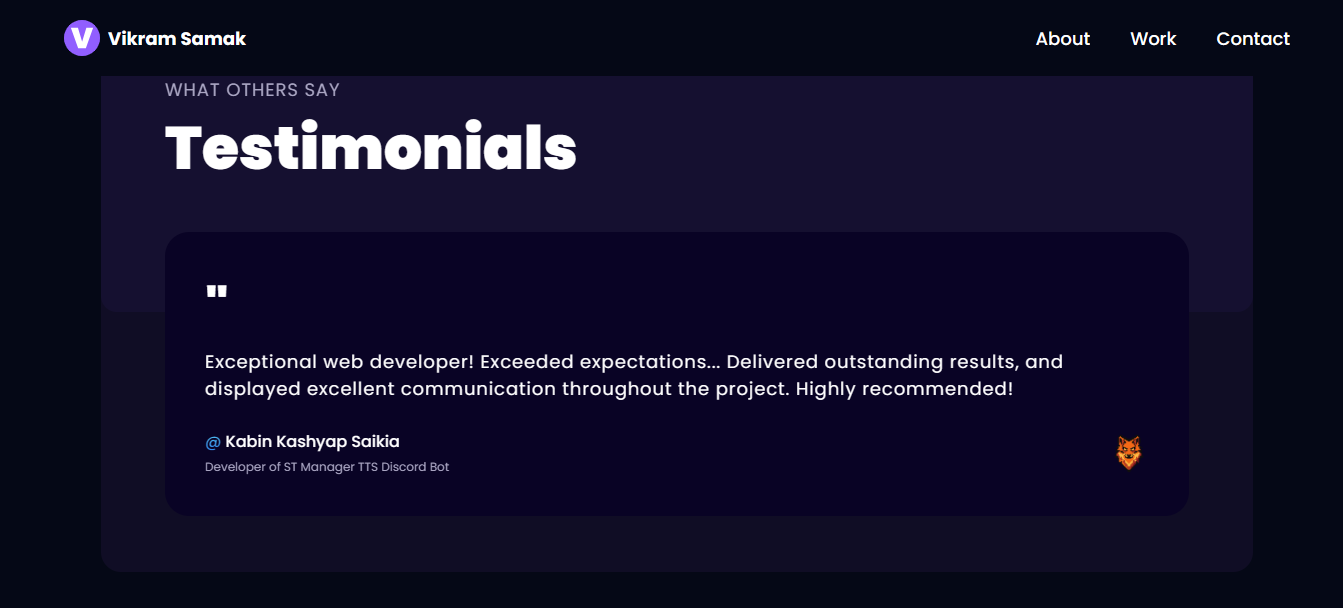 V Vikram Samak
About Work Contact
WHAT OTHERS SAY
Testimonials
"
Exceptional web developer! Exceeded expectations... Delivered outstanding results, and
displayed excellent communication throughout the project. Highly recommended!
@ Kabin Kashyap Saikia
Developer of ST Manager TTS Discord Bot